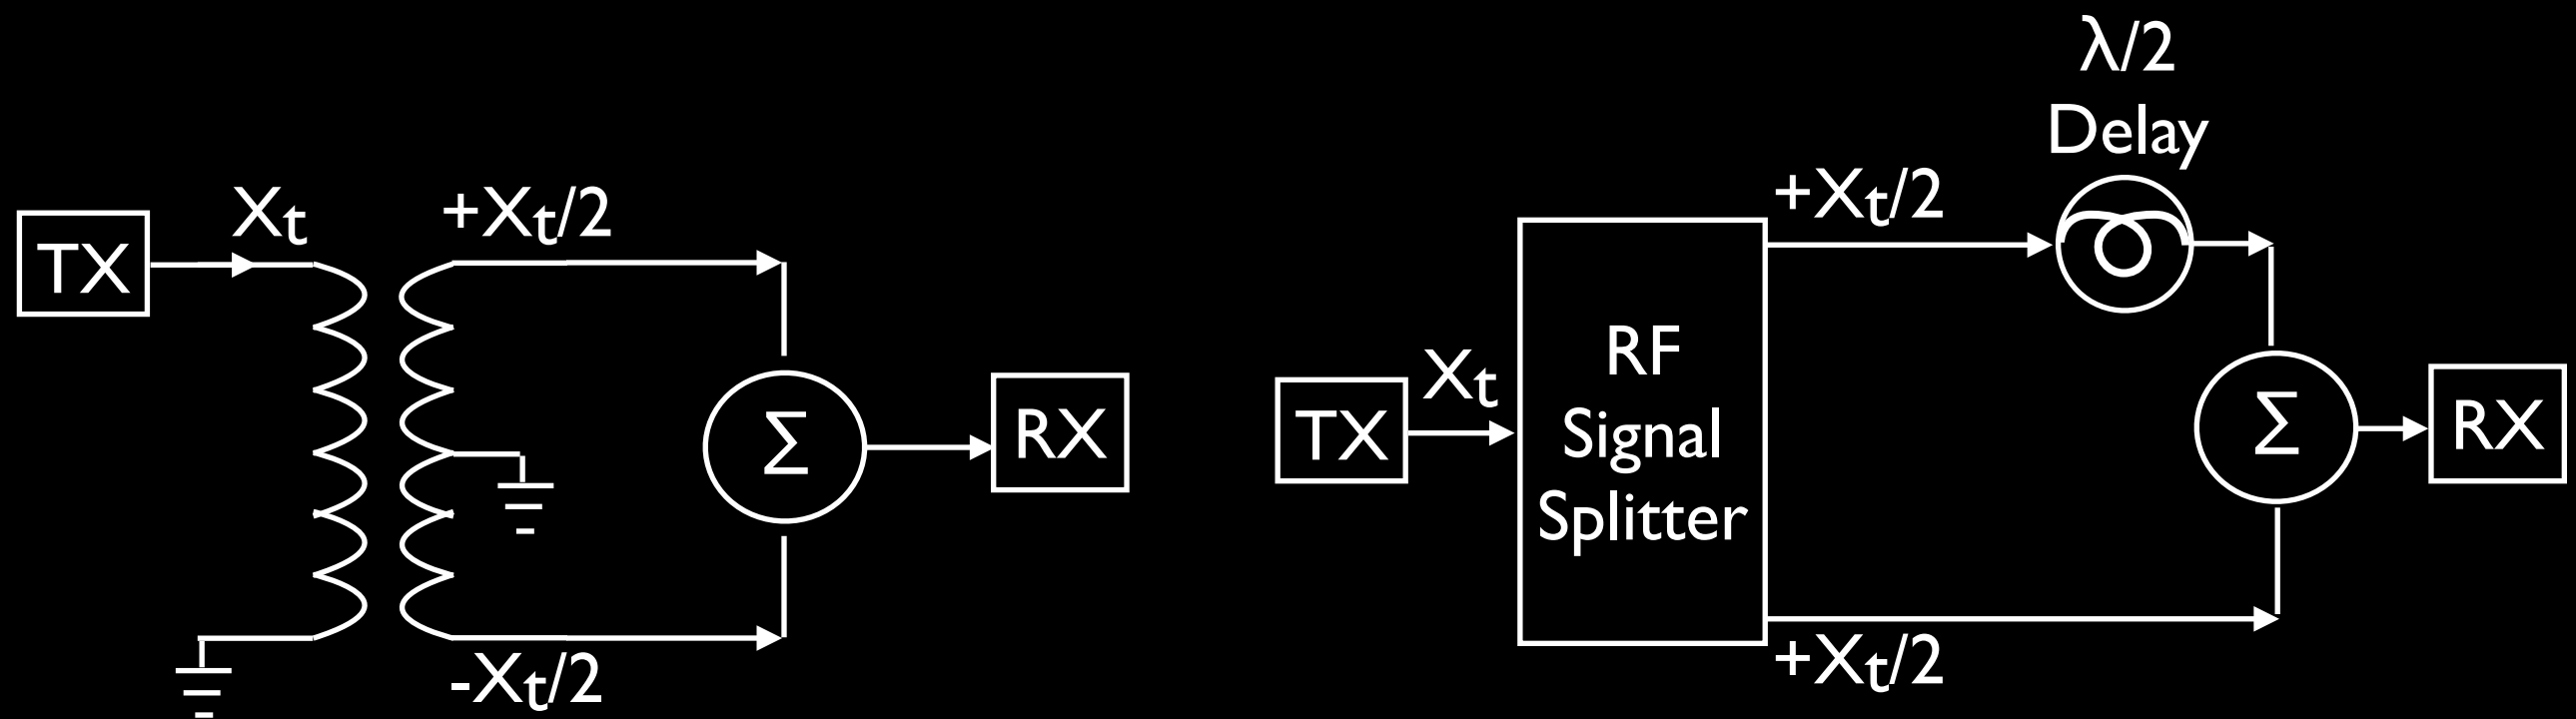 TX
Xt
+Xt/2
-Xt/2
Σ
RX
TX
Xt
RF
Signal
Splitter
+Xt/2
+Xt/2
λ/2
Delay
Σ
RX